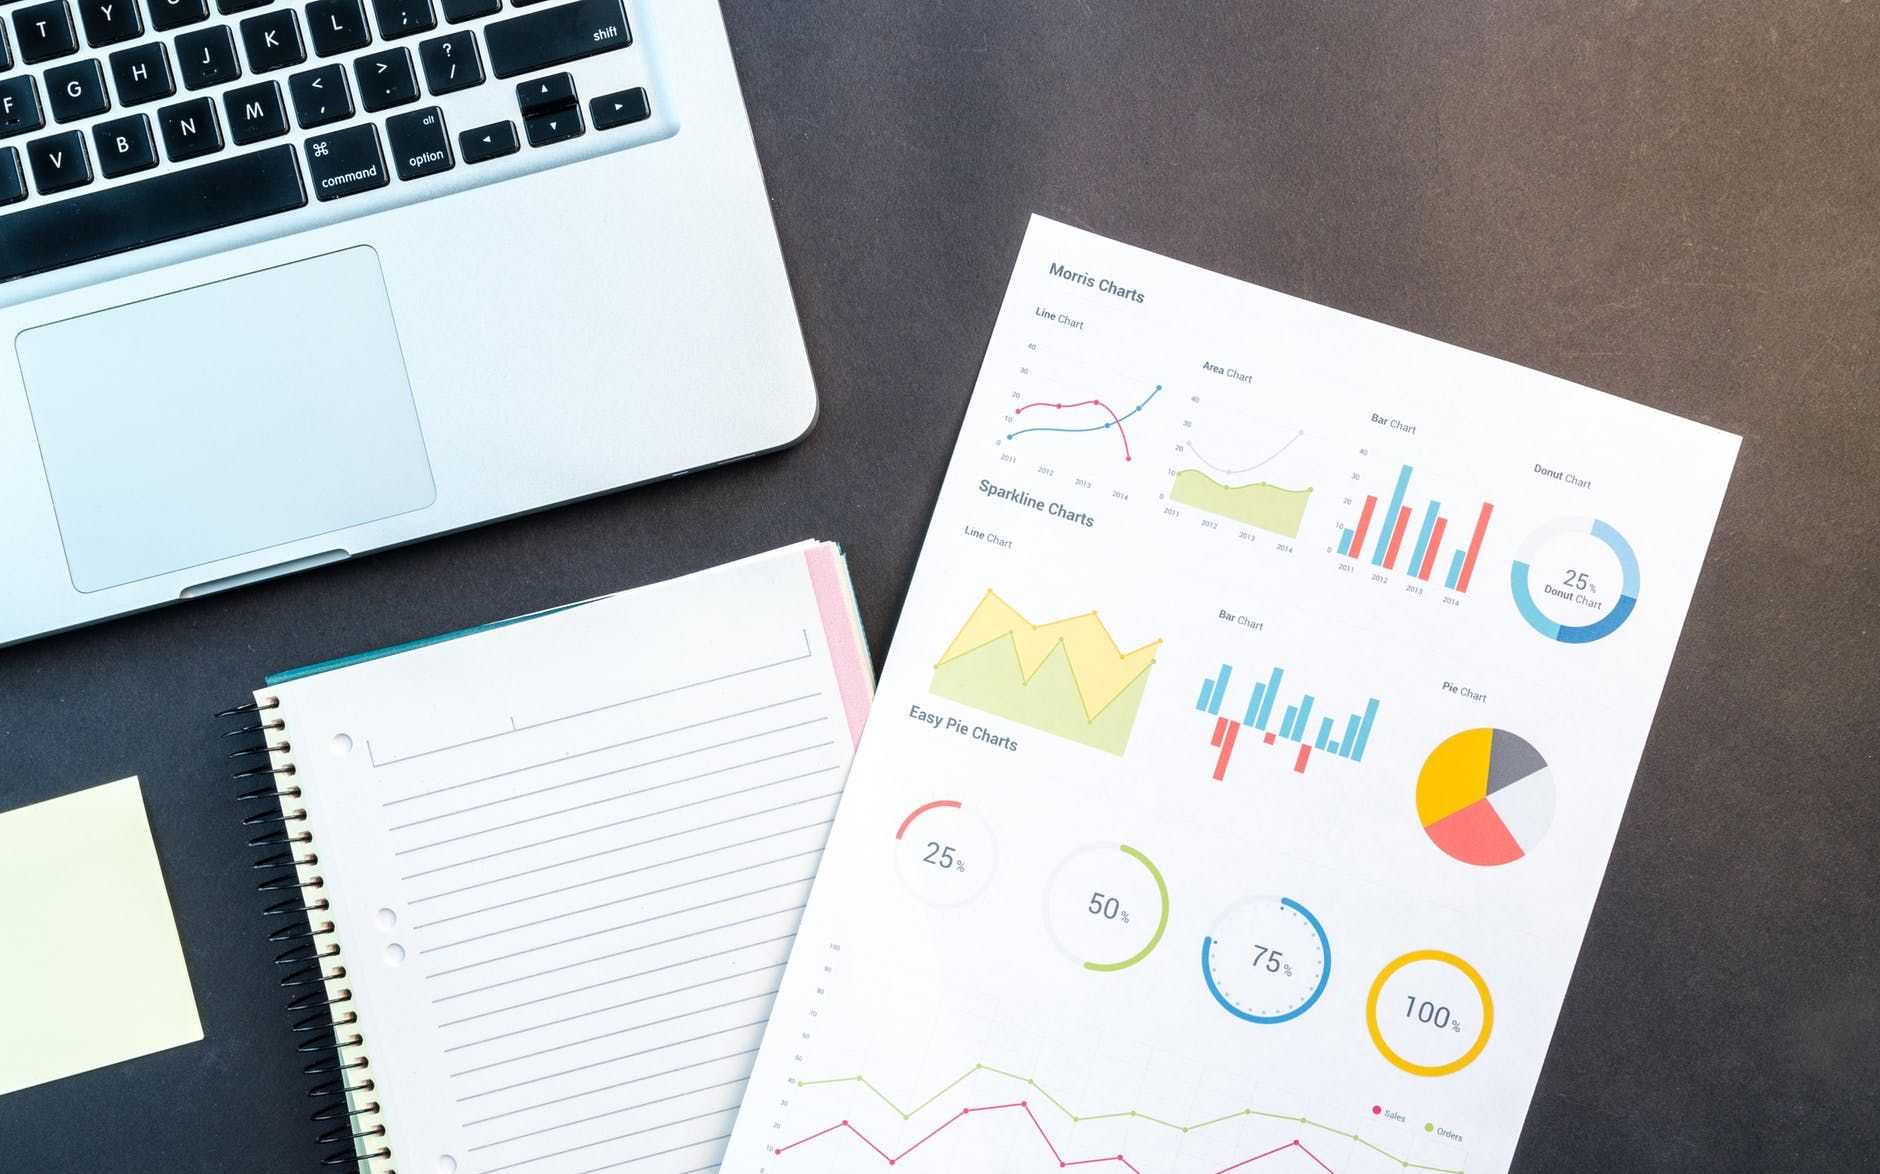 T Y L ; shift
F G H J K < , > . ? /
V B N M ⌘ command alt option
Morris Charts
Line Chart
40
30
20
10
0
2011 2012 2013 2014
Area Chart
40
30
20
10
0
2011 2012 2013 2014
Bar Chart
40
30
20
10
0
2011 2012 2013 2014
Donut Chart
25%
Donut Chart
Sparkline Charts
Line Chart
Bar Chart
Pie Chart
Easy Pie Charts
25%
50%
75%
100%
100
90
80
70
60
50
40
30
20
10
0
Sales
Orders